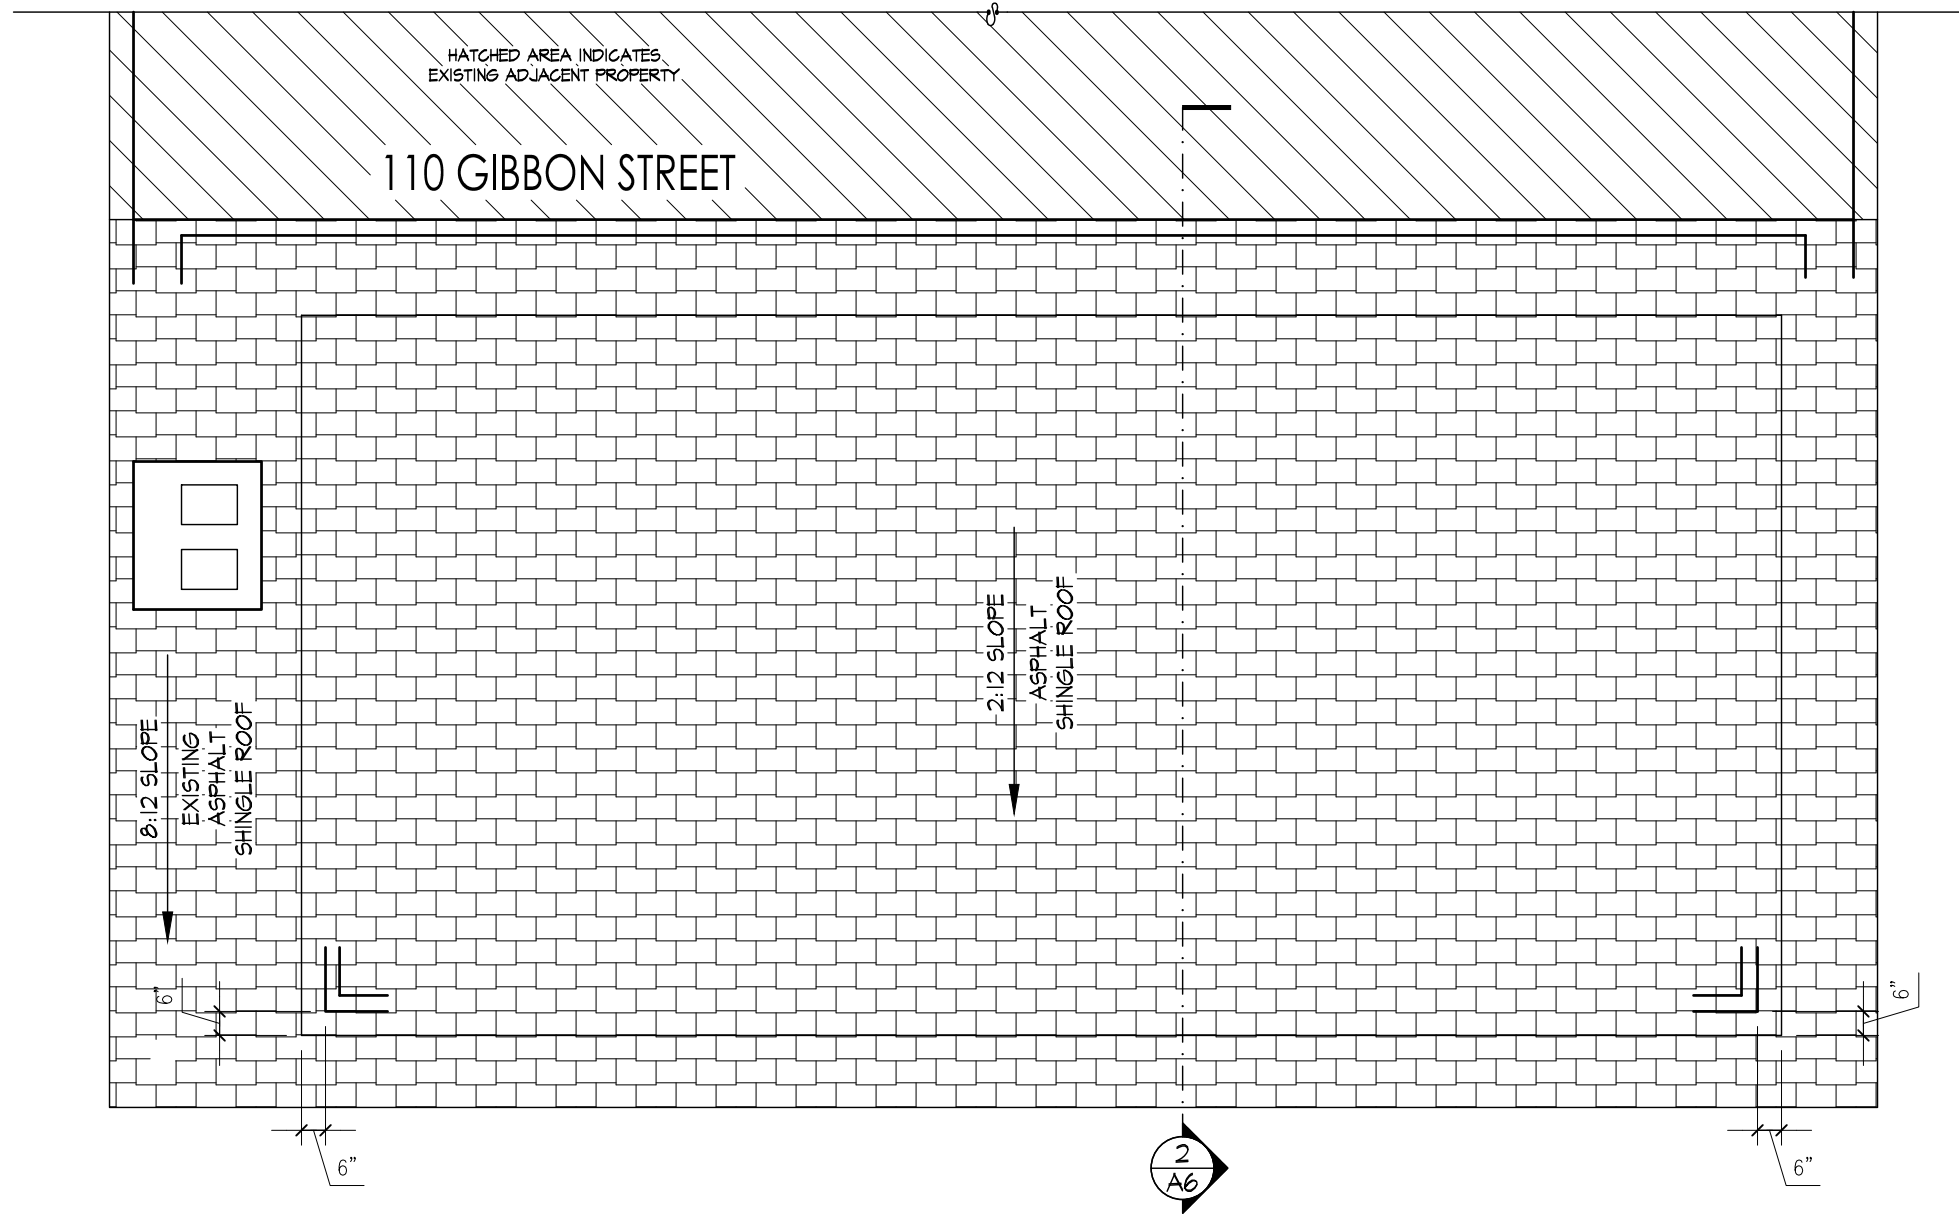 HATCHED AREA INDICATES
EXISTING ADJACENT PROPERTY
110 GIBBON STREET
2:12 SLOPE
ASPHALT
SHINGLE ROOF
8:12 SLOPE
EXISTING
ASPHALT
SHINGLE ROOF
6"
6"
6"
6"
2
A6